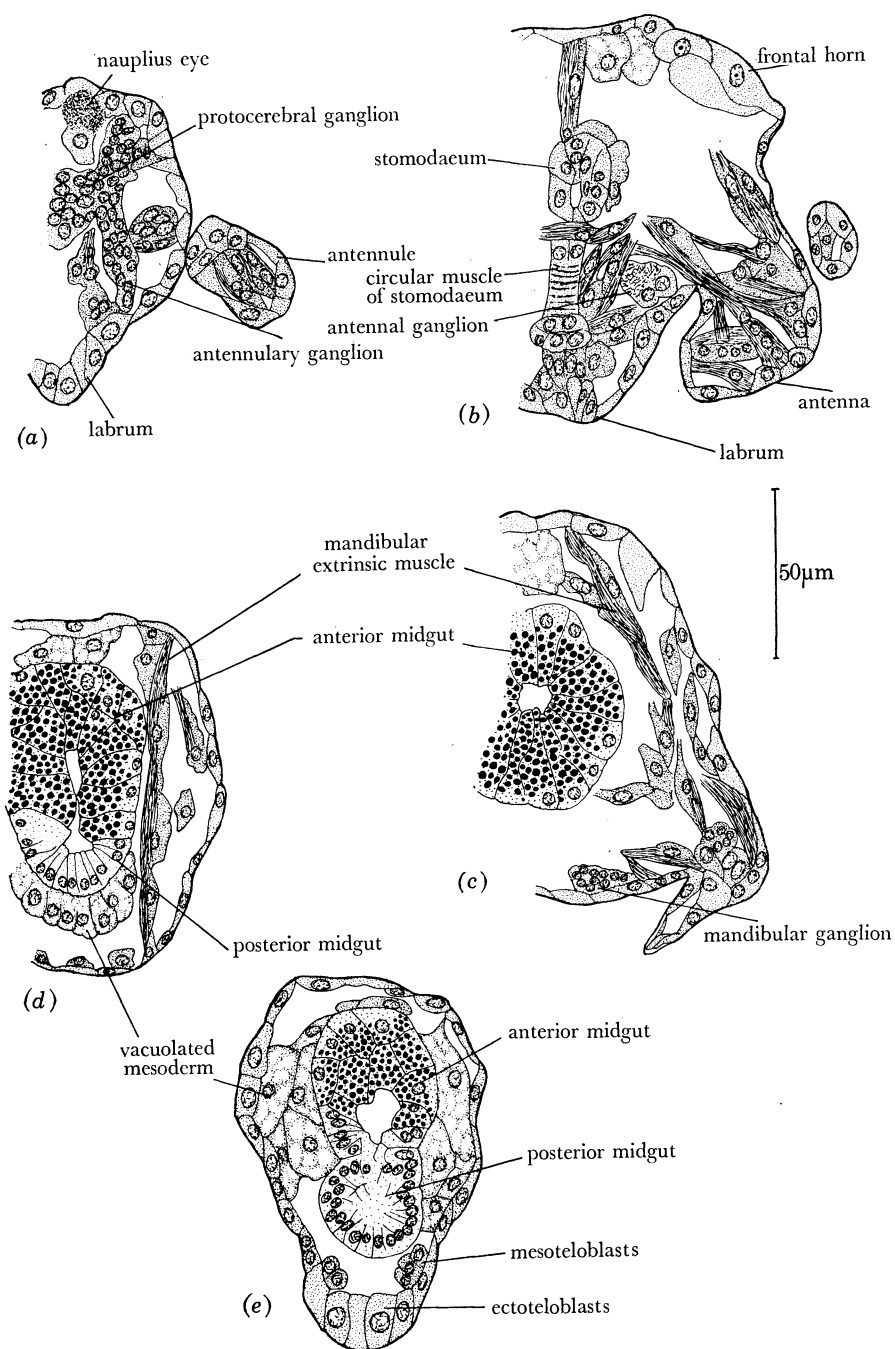 nauplius eye
protocerebral ganglion
antennule
antennulary ganglion
labrum
(a)
frontal horn
stomodaeum
circular muscle
of stomodaeum
antennal ganglion
antenna
labrum
(b)
50μm
mandibular
extrinsic muscle
anterior midgut
(c)
mandibular ganglion
posterior midgut
(d)
vacuolated
mesoderm
anterior midgut
posterior midgut
mesoteloblasts
ectoteloblasts
(e)